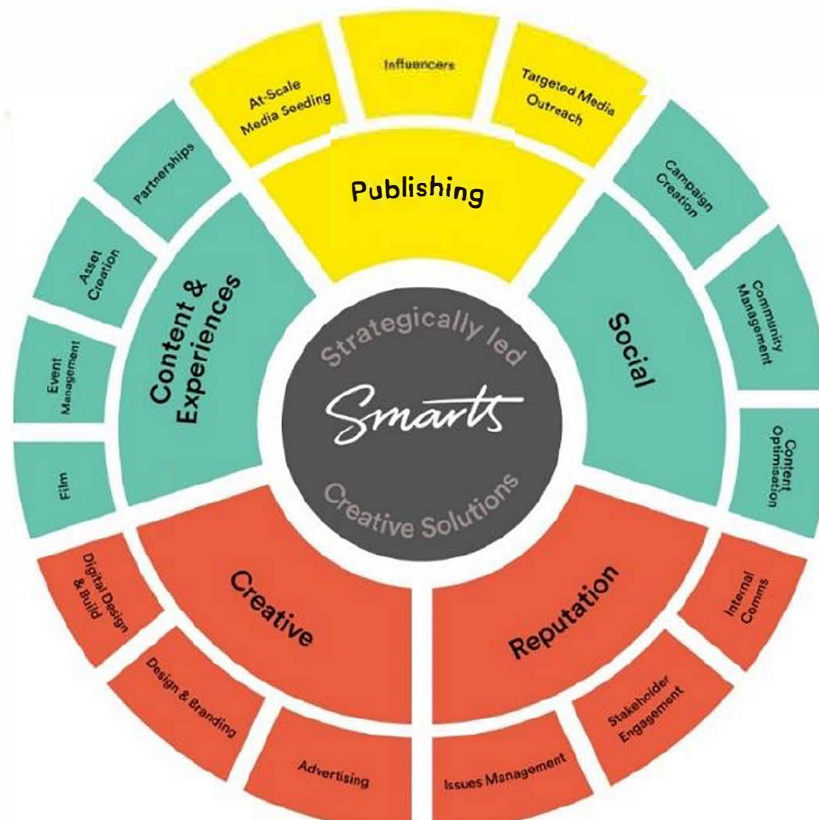 At-Scale
Media Seeding
Influencers
Targeted Media
Outreach
Publishing
Partnerships
Asset
Creation
Event
Management
Film
Content &
Experiences
Campaign
Creation
Community
Management
Content
Optimisation
Social
Strategically led
Smarts
Creative Solutions
Creative
Digital Design
& Build
Design & Branding
Advertising
Reputation
Internal
Comms
Stakeholder
Engagement
Issues Management